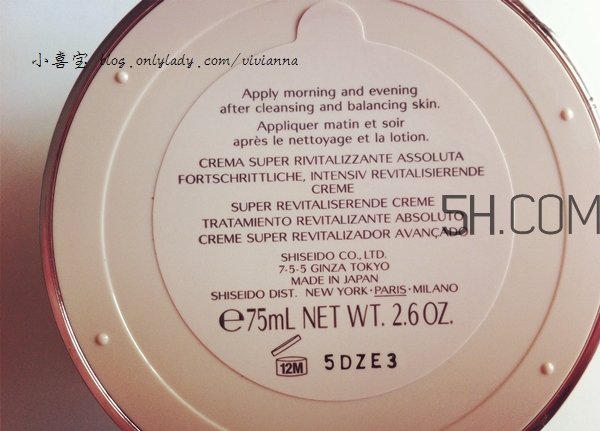 小喜宝 blog.onlylady.com/vivianna
Apply morning and evening
after cleansing and balancing skin.
Appliquer matin et soir
après le nettoyage et la lotion.
CREMA SUPER RIVITALIZZANTE ASSOLUTA
FORTSCHRITTLICHE, INTENSIV REVITALISIERENDE
CREME
SUPER REVITALISERENDE CREME
TRATAMIENTO REVITALIZANTE ABSOLUTO
CREME SUPER REVITALIZADOR AVANÇADO
5H.COM
SHISEIDO CO., LTD.
7-5-5 GINZA TOKYO
MADE IN JAPAN
SHISEIDO DIST. NEW YORK·PARIS·MILANO
℮75mL NET WT. 2.6 OZ.
12M 5DZE3